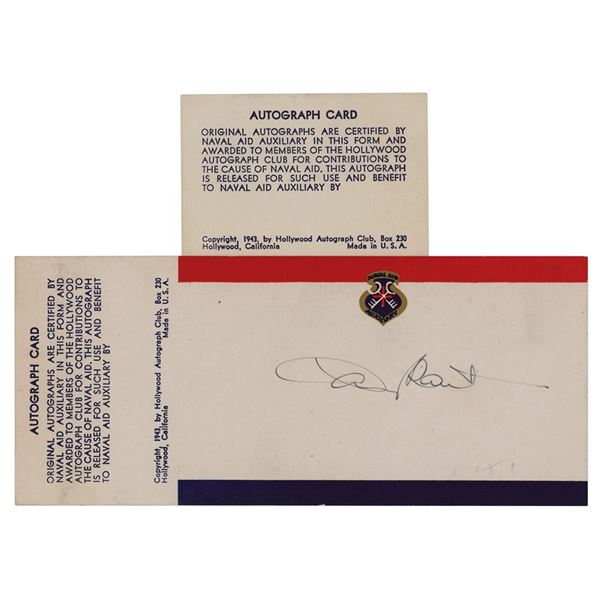 AUTOGRAPH CARD
ORIGINAL AUTOGRAPHS ARE CERTIFIED BY
NAVAL AID AUXILIARY IN THIS FORM AND
AWARDED TO MEMBERS OF THE HOLLYWOOD
AUTOGRAPH CLUB FOR CONTRIBUTIONS TO
THE CAUSE OF NAVAL AID. THIS AUTOGRAPH
IS RELEASED FOR SUCH USE AND BENEFIT
TO NAVAL AID AUXILIARY BY
Copyright, 1943, by Hollywood Autograph Club, Box 230
Hollywood, California Made in U. S. A.
AUTOGRAPH CARD
ORIGINAL AUTOGRAPHS ARE CERTIFIED BY
NAVAL AID AUXILIARY IN THIS FORM AND
AWARDED TO MEMBERS OF THE HOLLYWOOD
AUTOGRAPH CLUB FOR CONTRIBUTIONS TO
THE CAUSE OF NAVAL AID. THIS AUTOGRAPH
IS RELEASED FOR SUCH USE AND BENEFIT
TO NAVAL AID AUXILIARY BY
Copyright, 1943, by Hollywood Autograph Club, Box 230
Hollywood, California Made in U. S. A.
NAVAL AID
AUXILIARY